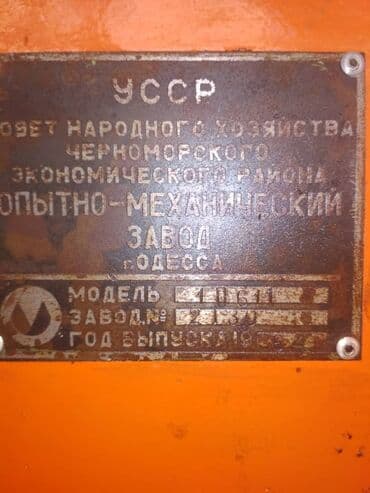 УССР
СОВЕТ НАРОДНОГО ХОЗЯЙСТВА
ЧЕРНОМОРСКОГО
ЭКОНОМИЧЕСКОГО РАЙОНА
ОПЫТНО-МЕХАНИЧЕСКИЙ
ЗАВОД
г.ОДЕССА
МОДЕЛЬ
ЗАВОД.№
ГОД ВЫПУСКА